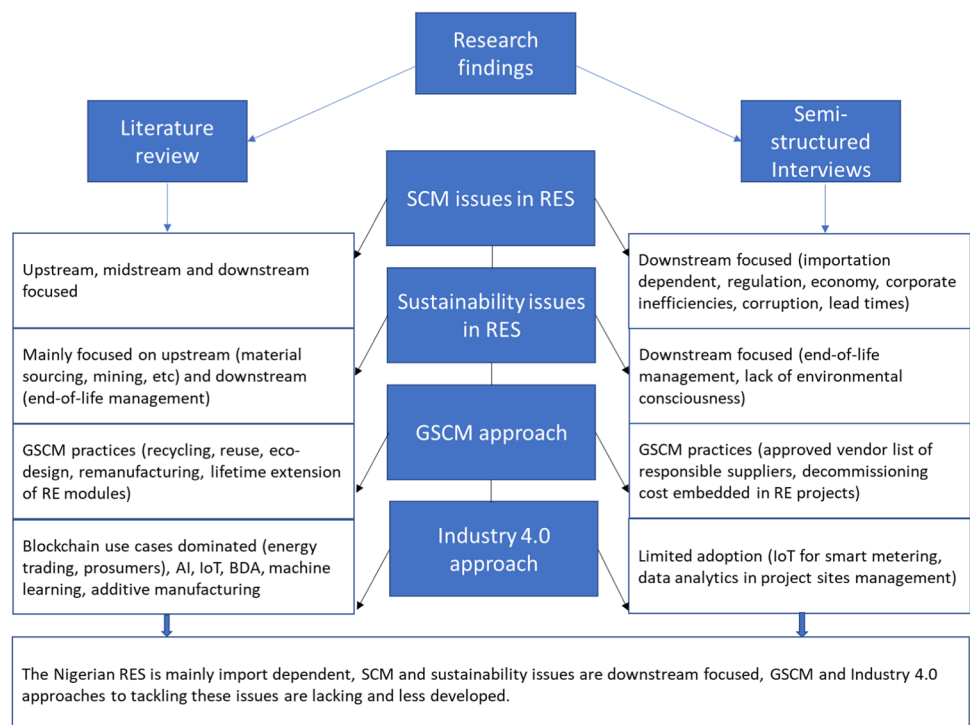 Research
findings
Literature
review
Semi-
structured
Interviews
SCM issues in RES
Upstream, midstream and downstream
focused
Downstream focused (importation
dependent, regulation, economy, corporate
inefficiencies, corruption, lead times)
Sustainability issues
in RES
Mainly focused on upstream (material
sourcing, mining, etc) and downstream
(end-of-life management)
Downstream focused (end-of-life
management, lack of environmental
consciousness)
GSCM approach
GSCM practices (recycling, reuse, eco-
design, remanufacturing, lifetime extension
of RE modules)
GSCM practices (approved vendor list of
responsible suppliers, decommissioning
cost embedded in RE projects)
Industry 4.0
approach
Blockchain use cases dominated (energy
trading, prosumers), AI, IoT, BDA, machine
learning, additive manufacturing
Limited adoption (IoT for smart metering,
data analytics in project sites management)
The Nigerian RES is mainly import dependent, SCM and sustainability issues are downstream focused, GSCM and Industry 4.0
approaches to tackling these issues are lacking and less developed.